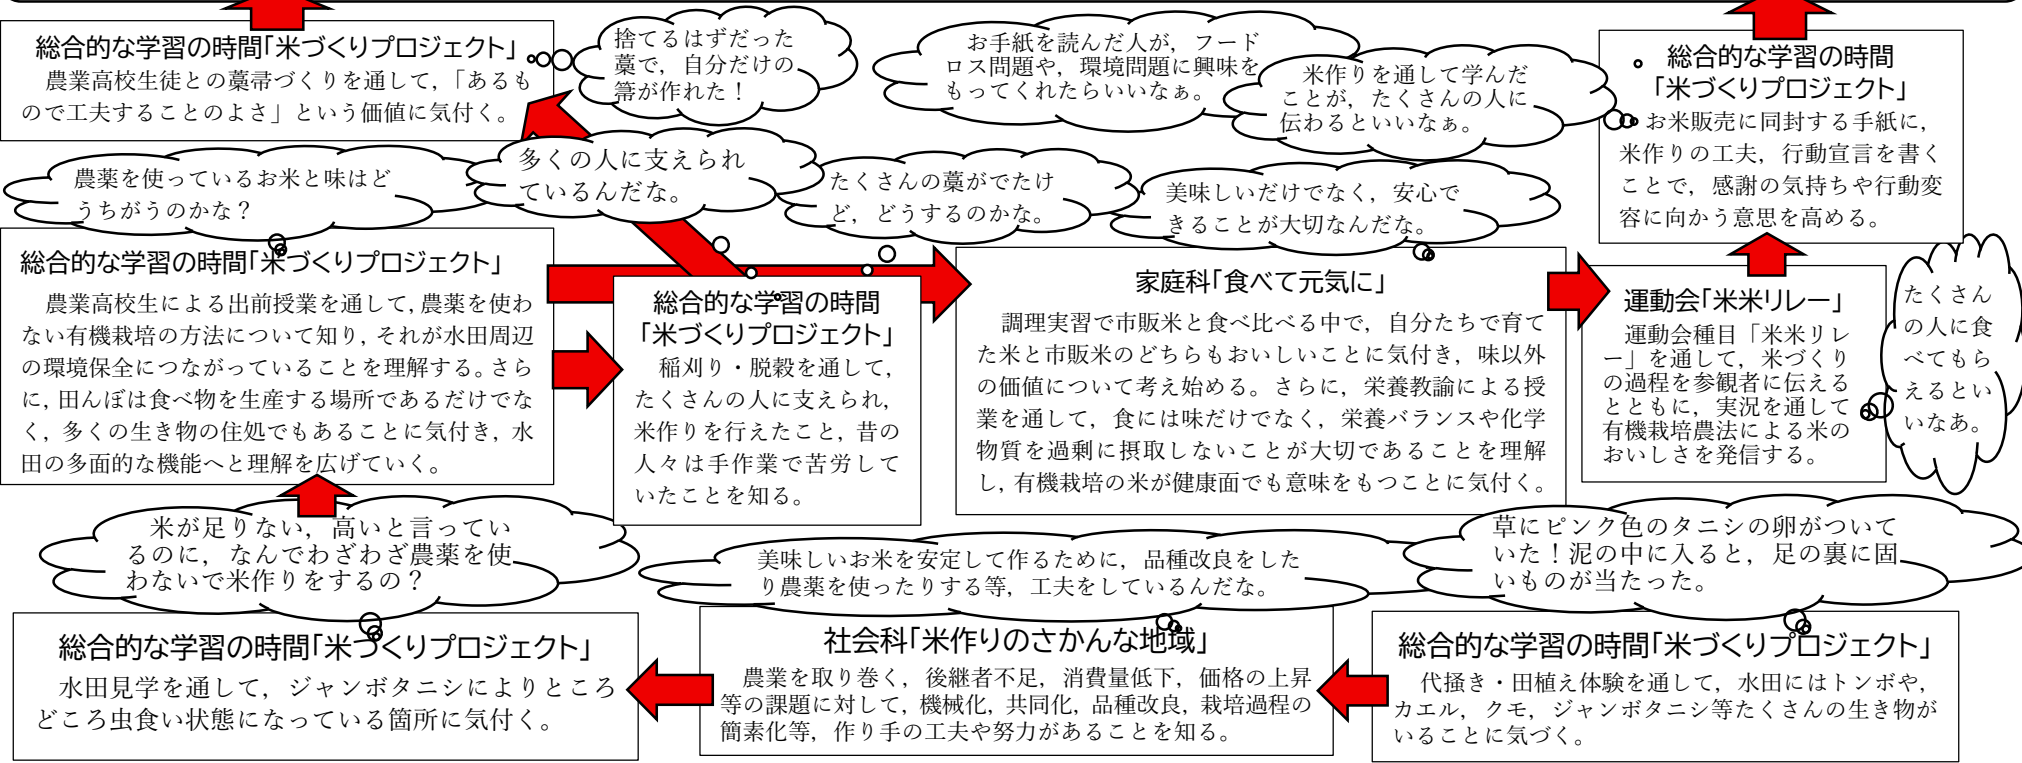 総合的な学習の時間「米づくりプロジェクト」
農業高校生徒との藁帚づくりを通して，「あるも
ので工夫することのよさ」という価値に気付く。
捨てるはずだった
藁で，自分だけの
箒が作れた！
お手紙を読んだ人が，フード
ロス問題や，環境問題に興味を
もってくれたらいいなぁ。
米作りを通して学んだ
ことが，たくさんの人に
伝わるといいなぁ。
総合的な学習の時間
「米づくりプロジェクト」
お米販売に同封する手紙に，
米作りの工夫，行動宣言を書く
ことで，感謝の気持ちや行動変
容に向かう意思を高める。
農薬を使っているお米と味はど
うちがうのかな？
多くの人に支えられ
ているんだな。
たくさんの藁がでたけ
ど，どうするのかな。
美味しいだけでなく，安心で
きることが大切なんだな。
総合的な学習の時間「米づくりプロジェクト」
農業高校生による出前授業を通して，農薬を使わ
ない有機栽培の方法について知り，それが水田周辺
の環境保全につながっていることを理解する。さら
に，田んぼは食べ物を生産する場所であるだけでな
く，多くの生き物の住処でもあることに気付き，水
田の多面的な機能へと理解を広げていく。
総合的な学習の時間
「米づくりプロジェクト」
稲刈り・脱穀を通して，
たくさんの人に支えられ，
米作りを行えたこと，昔の
人々は手作業で苦労して
いたことを知る。
家庭科「食べて元気に」
調理実習で市販米と食べ比べる中で，自分たちで育て
た米と市販米のどちらもおいしいことに気付き，味以外
の価値について考え始める。さらに，栄養教諭による授
業を通して，食には味だけでなく，栄養バランスや化学
物質を過剰に摂取しないことが大切であることを理解
し，有機栽培の米が健康面でも意味をもつことに気付く。
運動会「米米リレー」
運動会種目「米米リレ
ー」を通して，米づくり
の過程を参観者に伝える
とともに，実況を通して
有機栽培農法による米の
おいしさを発信する。
たくさん
の人に食
べてもら
えるとい
いなあ。
米が足りない，高いと言ってい
るのに，なんでわざわざ農薬を使
わないで米作りをするの？
美味しいお米を安定して作るために，品種改良をした
り農薬を使ったりする等，工夫をしているんだな。
草にピンク色のタニシの卵がついて
いた！泥の中に入ると，足の裏に固
いものが当たった。
総合的な学習の時間「米づくりプロジェクト」
水田見学を通して，ジャンボタニシによりところ
どころ虫食い状態になっている箇所に気付く。
社会科「米作りのさかんな地域」
農業を取り巻く，後継者不足，消費量低下，価格の上昇
等の課題に対して，機械化，共同化，品種改良，栽培過程の
簡素化等，作り手の工夫や努力があることを知る。
総合的な学習の時間「米づくりプロジェクト」
代掻き・田植え体験を通して，水田にはトンボや，
カエル，クモ，ジャンボタニシ等たくさんの生き物が
いることに気づく。